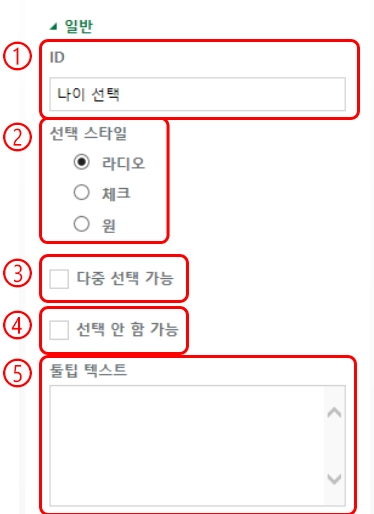 일반
① ID
나이 선택
② 선택 스타일
라디오
체크
원
③ 다중 선택 가능
④ 선택 안 함 가능
⑤ 툴팁 텍스트